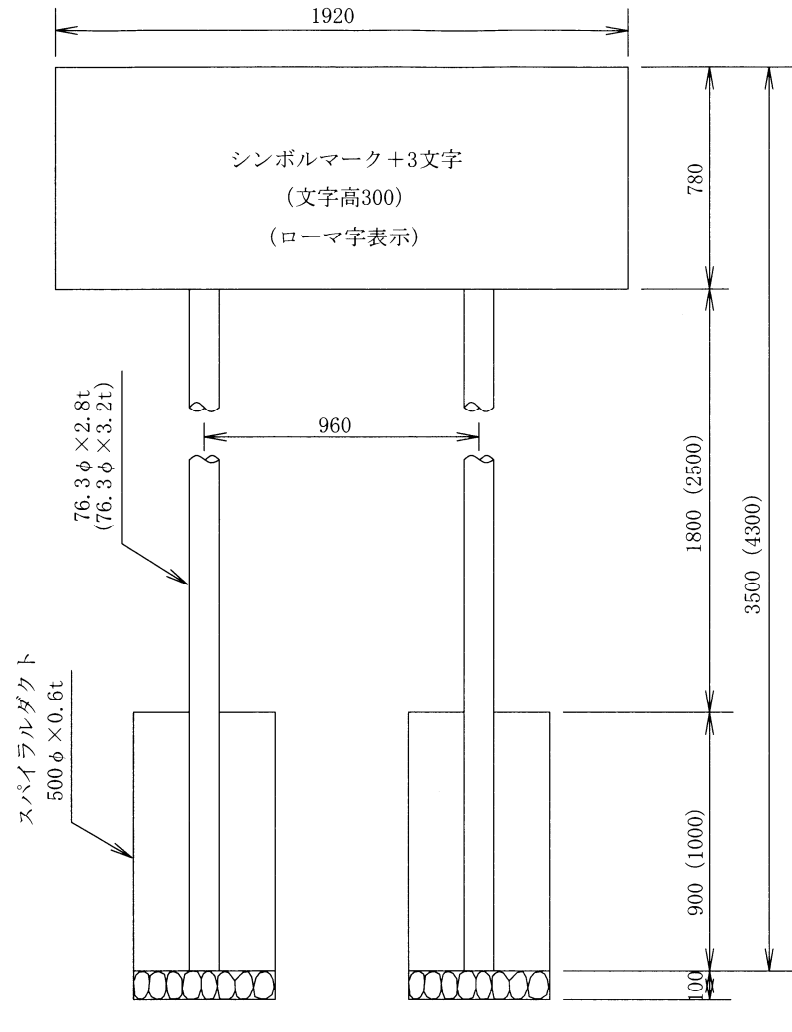 1920
シンボルマーク＋3文字
(文字高300)
(ローマ字表示)
780
960
76.3φ×2.8t
(76.3φ×3.2t)
1800 (2500)
3500 (4300)
スパイラルダクト
500φ×0.6t
900 (1000)
100